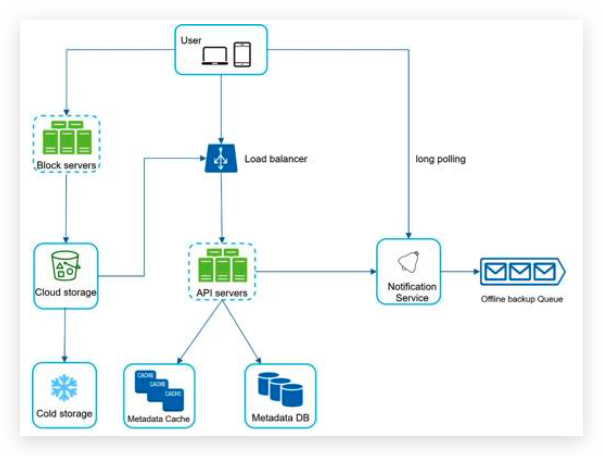 User
Block servers
Load balancer
long polling
Cloud storage
API servers
Notification
Service
Offline backup Queue
Cold storage
CACHE
CACHE
CACHE
Metadata Cache
Metadata DB